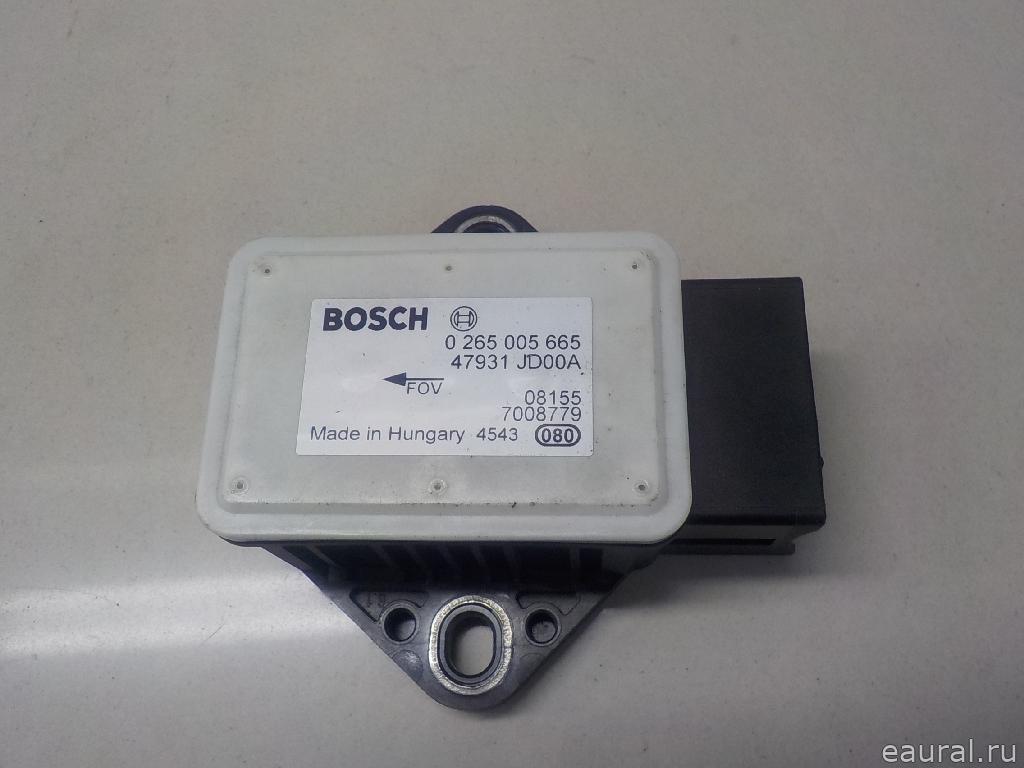 BOSCH
0 265 005 665
47931 JD00A
FOV
08155
7008779
Made in Hungary 4543 080
eaural.ru